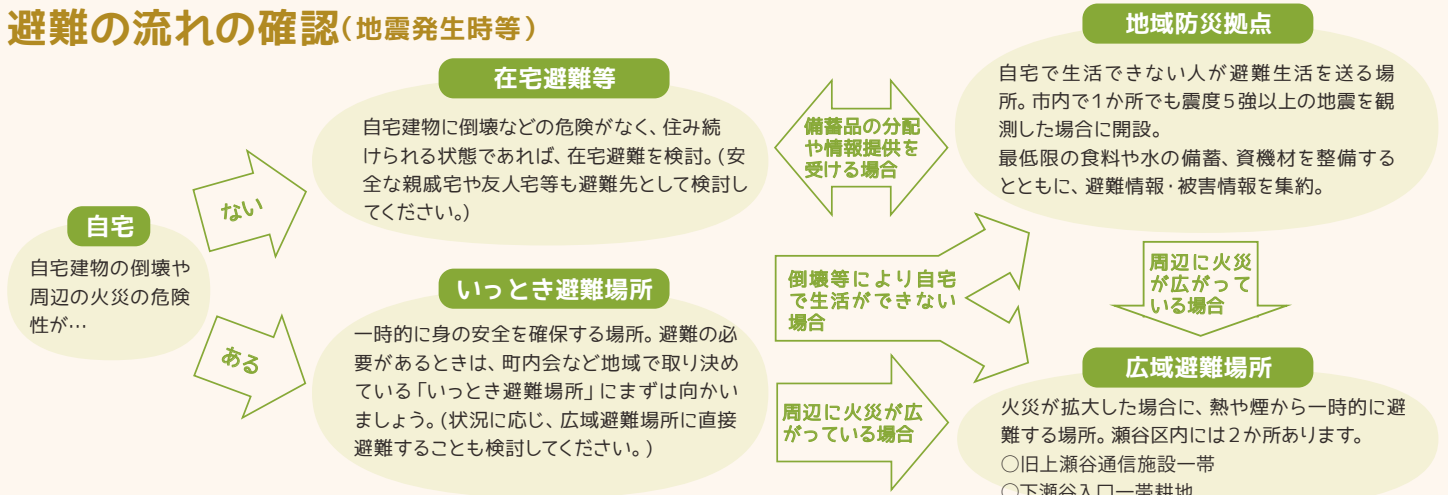 避難の流れの確認(地震発生時等)
自宅
自宅建物の倒壊や
周辺の火災の危険
性が…
ない
ある
在宅避難等
自宅建物に倒壊などの危険がなく、住み続
けられる状態であれば、在宅避難を検討。(安
全な親戚宅や友人宅等も避難先として検討し
てください。)
いっとき避難場所
一時的に身の安全を確保する場所。避難の必
要があるときは、町内会など地域で取り決め
ている「いっとき避難場所」にまずは向かい
ましょう。(状況に応じ、広域避難場所に直接
避難することも検討してください。)
備蓄品の分配
や情報提供を
受ける場合
倒壊等により自宅
で生活ができない
場合
周辺に火災が広
がっている場合
地域防災拠点
自宅で生活できない人が避難生活を送る場
所。市内で1か所でも震度5強以上の地震を観
測した場合に開設。
最低限の食料や水の備蓄、資機材を整備する
とともに、避難情報・被害情報を集約。
周辺に火災
が広がって
いる場合
広域避難場所
火災が拡大した場合に、熱や煙から一時的に避
難する場所。瀬谷区内には2か所あります。
○旧上瀬谷通信施設一帯
○下瀬谷入口一帯耕地